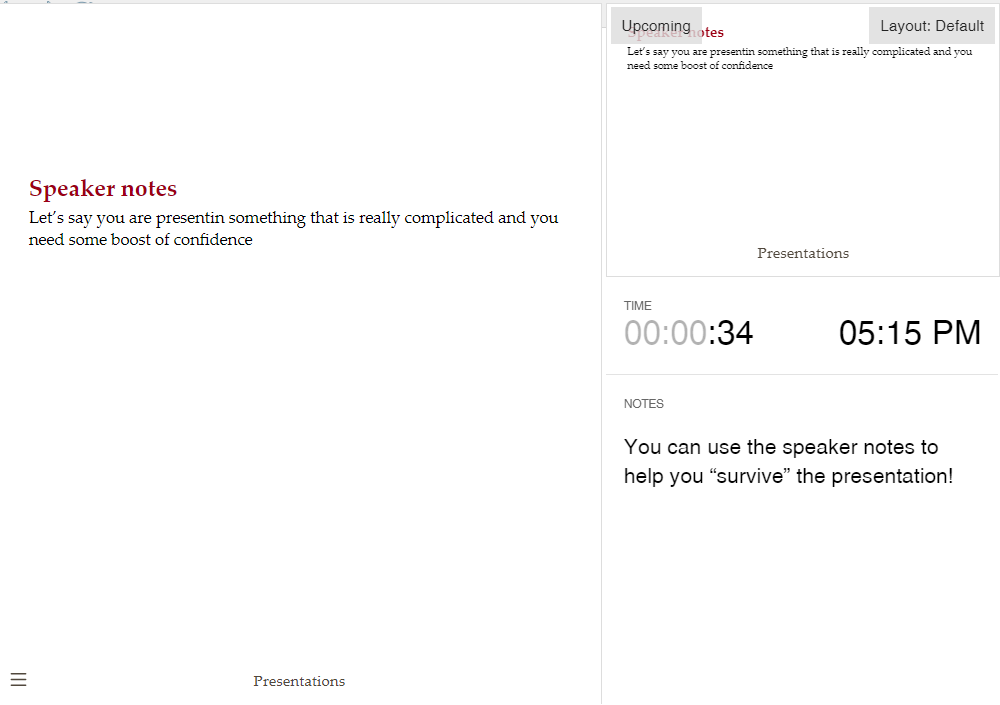 Speaker notes
Let’s say you are presentin something that is really complicated and you
need some boost of confidence
Presentations
Upcoming
Layout: Default
Speaker notes
Let’s say you are presentin something that is really complicated and you
need some boost of confidence
Presentations
TIME
00:00:34
05:15 PM
NOTES
You can use the speaker notes to
help you “survive” the presentation!